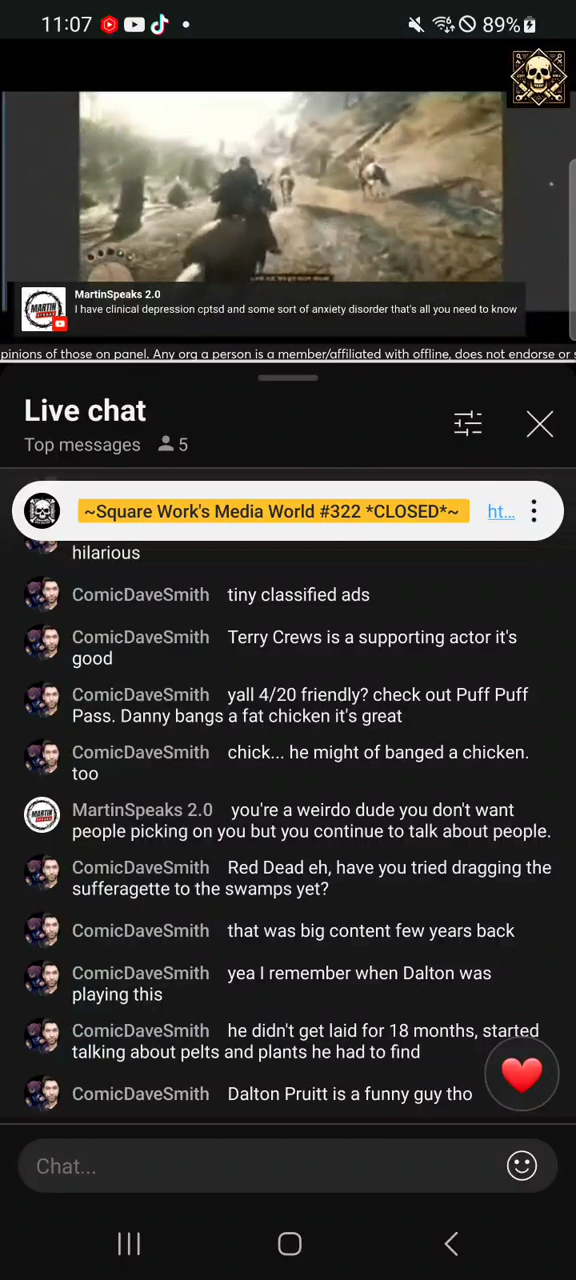 11:07
89%
MARTIN
MartinSpeaks 2.0
I have clinical depression cptsd and some sort of anxiety disorder that's all you need to know
pinions of those on panel. Any org a person is a member/affiliated with offline, does not endorse or s
Live chat
Top messages 5
~Square Work's Media World #322 *CLOSED*~ ht...
hilarious
ComicDaveSmith tiny classified ads
ComicDaveSmith Terry Crews is a supporting actor it's
good
ComicDaveSmith yall 4/20 friendly? check out Puff Puff
Pass. Danny bangs a fat chicken it's great
ComicDaveSmith chick... he might of banged a chicken.
too
MartinSpeaks 2.0 you're a weirdo dude you don't want
people picking on you but you continue to talk about people.
ComicDaveSmith Red Dead eh, have you tried dragging the
sufferagette to the swamps yet?
ComicDaveSmith that was big content few years back
ComicDaveSmith yea I remember when Dalton was
playing this
ComicDaveSmith he didn't get laid for 18 months, started
talking about pelts and plants he had to find
ComicDaveSmith Dalton Pruitt is a funny guy tho
Chat...